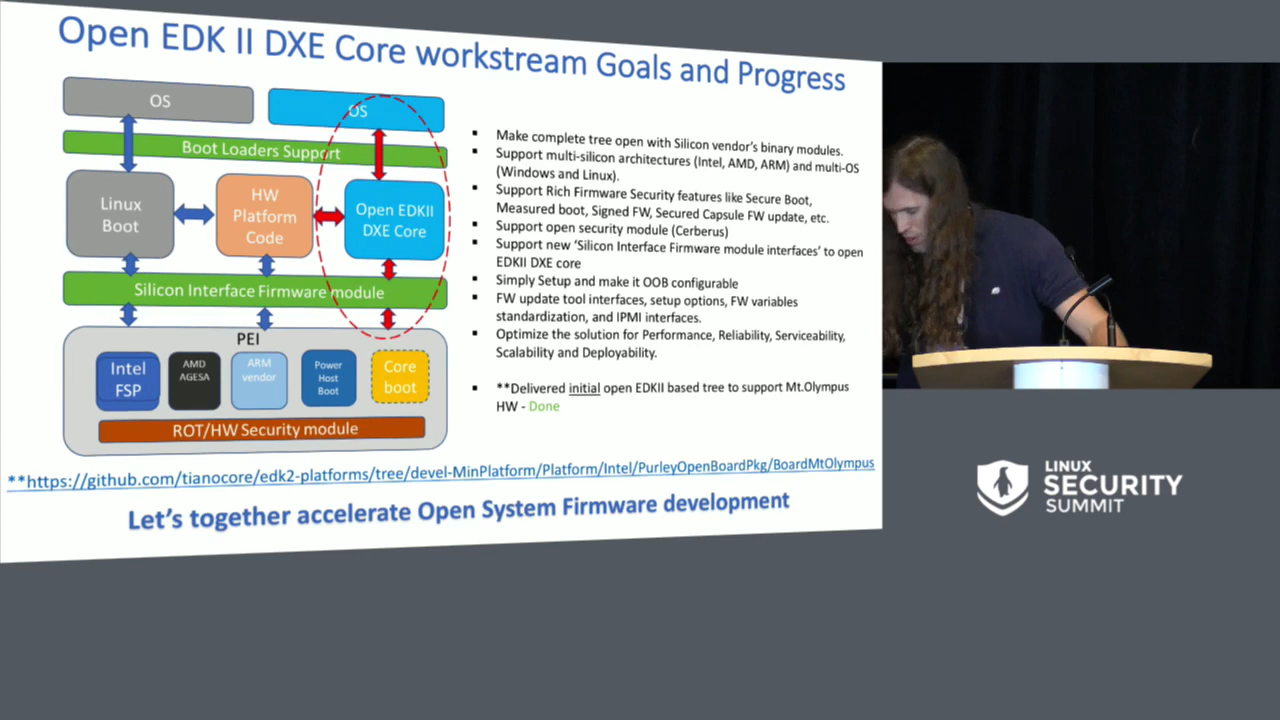 Open EDK II DXE Core workstream Goals and Progress
OS
OS
Boot Loaders Support
Linux
Boot
HW
Platform
Code
Open EDKII
DXE Core
Silicon Interface Firmware module
PEI
Intel
FSP
AMD
AGESA
ARM
vendor
Power
Host
Boot
Core
boot
ROT/HW Security module
▪ Make complete tree open with Silicon vendor's binary modules.
▪ Support multi-silicon architectures (Intel, AMD, ARM) and multi-OS
(Windows and Linux).
▪ Support Rich Firmware Security features like Secure Boot,
Measured boot, Signed FW, Secured Capsule FW update, etc.
▪ Support open security module (Cerberus)
▪ Support new 'Silicon Interface Firmware module interfaces' to open
EDKII DXE core
▪ Simply Setup and make it OOB configurable
▪ FW update tool interfaces, setup options, FW variables
standardization, and IPMI interfaces.
▪ Optimize the solution for Performance, Reliability, Serviceability,
Scalability and Deployability.
▪ **Delivered initial open EDKII based tree to support Mt.Olympus
HW - Done
**https://github.com/tianocore/edk2-platforms/tree/devel-MinPlatform/Platform/Intel/PurleyOpenBoardPkg/BoardMtOlympus
Let's together accelerate Open System Firmware development
LINUX
SECURITY
SUMMIT